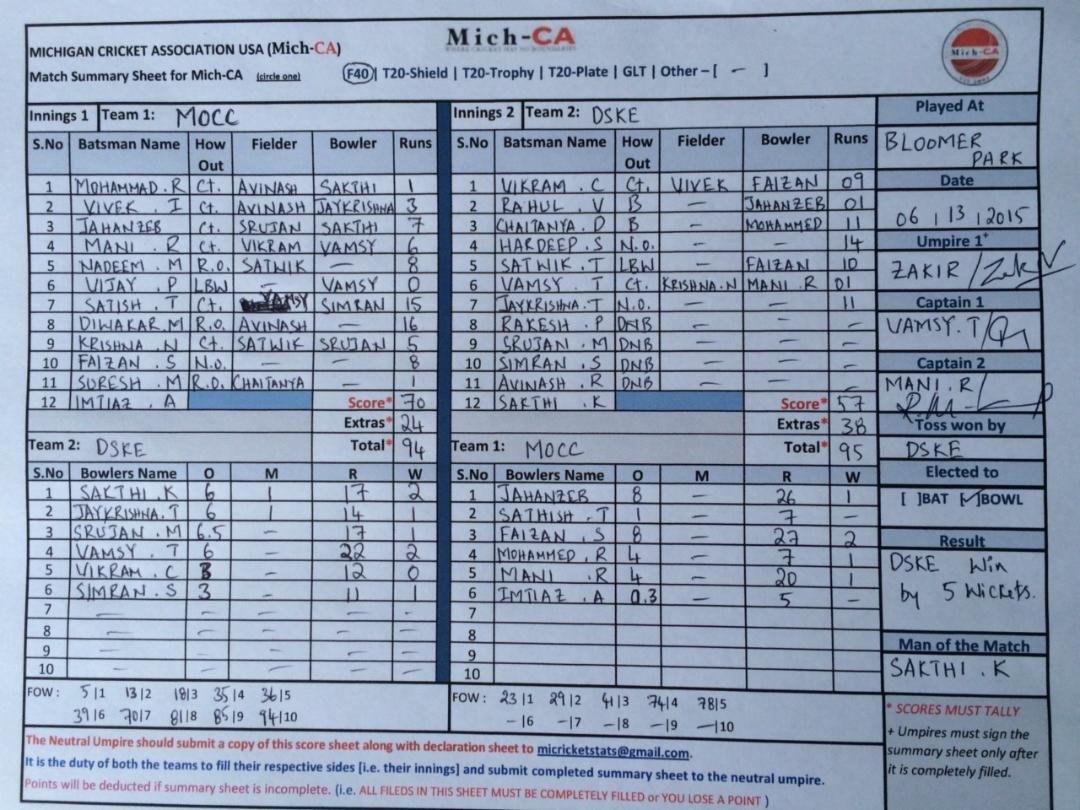 MICHIGAN CRICKET ASSOCIATION USA (Mich-CA)
Mich-CA
Mich-CA
Match Summary Sheet for Mich-CA (circle one) F40 | T20-Shield | T20-Trophy | T20-Plate | GLT | Other – [ – ]
Innings 1 Team 1: MOCC
S.No Batsman Name How Out Fielder Bowler Runs
1 MOHAMMAD.R Ct. AVINASH SAKTHI 1
2 VIVEK . I Ct. AVINASH JAYKRISHNA 3
3 JAHANZEB Ct. SRUJAN SAKTHI 7
4 MANI . R Ct. VIKRAM VAMSY 6
5 NADEEM . M R.O. SATWIK – 8
6 VIJAY . P LBW – VAMSY 0
7 SATISH . T Ct. VAMSY SIMRAN 15
8 DIWAKAR.M R.O. AVINASH – 16
9 KRISHNA . N Ct. SATWIK SRUJAN 5
10 FAIZAN . S N.O. – – 8
11 SURESH . M R.O. CHAITANYA – 1
12 IMTIAZ . A Score* 70
Extras* 24
Team 2: DSKE Total* 94
S.No Bowlers Name O M R W
1 SAKTHI.K 6 1 17 2
2 JAYKRISHNA.T 6 1 14 1
3 SRUJAN . M 6.5 – 17 1
4 VAMSY . T 6 – 22 2
5 VIKRAM . C 3 – 12 0
6 SIMRAN . S 3 – 11 1
7 – – – – –
8 – – – – –
9 – – – – –
10 – – – – –
FOW : 5|1 13|2 18|3 35|4 36|5
39|6 70|7 81|8 85|9 94|10
Innings 2 Team 2: DSKE
S.No Batsman Name How Out Fielder Bowler Runs
1 VIKRAM . C Ct. VIVEK FAIZAN 09
2 RAHUL . V B – JAHANZEB 01
3 CHAITANYA . D B – MOHAMMED 11
4 HARDEEP . S N.O. – – 14
5 SATWIK . T LBW – FAIZAN 10
6 VAMSY . T Ct. KRISHNA.N MANI . R 01
7 JAYKRISHNA.T N.O. – – 11
8 RAKESH . P DNB – – –
9 SRUJAN . M DNB – – –
10 SIMRAN . S DNB – – –
11 AVINASH . R DNB – – –
12 SAKTHI . K Score* 57
Extras* 38
Team 1: MOCC Total* 95
S.No Bowlers Name O M R W
1 JAHANZEB 8 – 26 1
2 SATHISH . T 1 – 7 –
3 FAIZAN . S 8 – 27 2
4 MOHAMMED . R 4 – 7 1
5 MANI . R 4 – 20 1
6 IMTIAZ . A 0.3 – 5 –
7
8
9
10
FOW : 23|1 29|2 41|3 74|4 78|5
–|6 –|7 –|8 –|9 –|10
Played At
BLOOMER
PARK
Date
06 | 13 | 2015
Umpire 1+
ZAKIR
Captain 1
VAMSY. T
Captain 2
MANI . R
Toss won by
DSKE
Elected to
[ ]BAT [✓]BOWL
Result
DSKE Win
by 5 Wickets.
Man of the Match
SAKTHI . K
* SCORES MUST TALLY
+ Umpires must sign the
summary sheet only after
it is completely filled.
The Neutral Umpire should submit a copy of this score sheet along with declaration sheet to micricketstats@gmail.com.
It is the duty of both the teams to fill their respective sides [i.e. their innings] and submit completed summary sheet to the neutral umpire.
Points will be deducted if summary sheet is incomplete. (i.e. ALL FILEDS IN THIS SHEET MUST BE COMPLETELY FILLED or YOU LOSE A POINT )